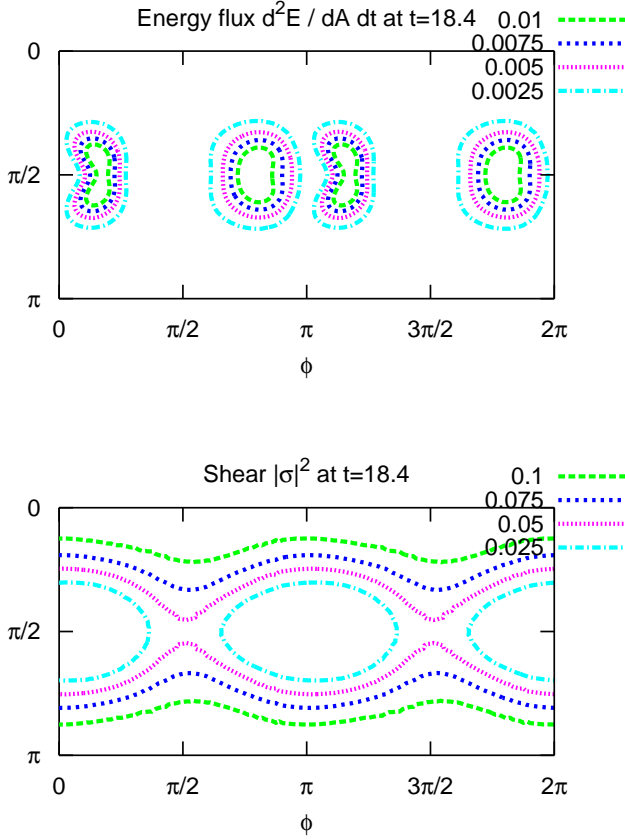 Energy flux d²E / dA dt at t=18.4
0.01
0.0075
0.005
0.0025
0
π/2
π
0 π/2 π 3π/2 2π
ϕ
Shear |σ|² at t=18.4
0.1
0.075
0.05
0.025
0
π/2
π
0 π/2 π 3π/2 2π
ϕ